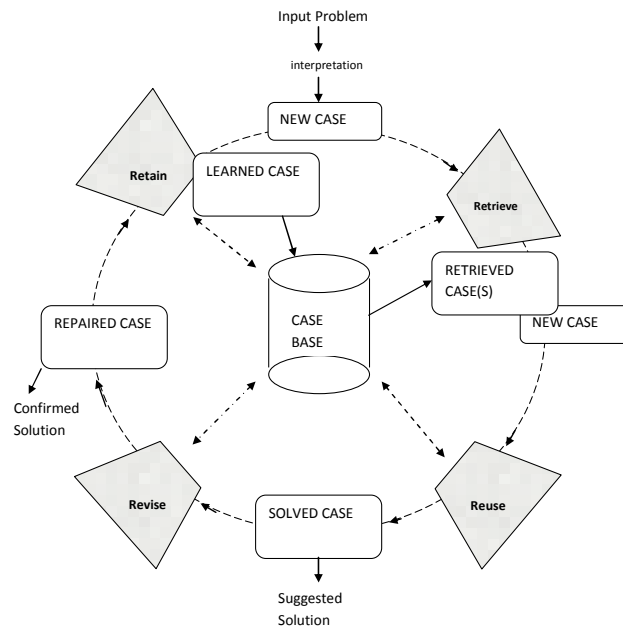 Input Problem
interpretation
NEW CASE
Retain
LEARNED CASE
Retrieve
RETRIEVED
CASE(S)
NEW CASE
CASE
BASE
REPAIRED CASE
Confirmed
Solution
Revise
SOLVED CASE
Reuse
Suggested
Solution